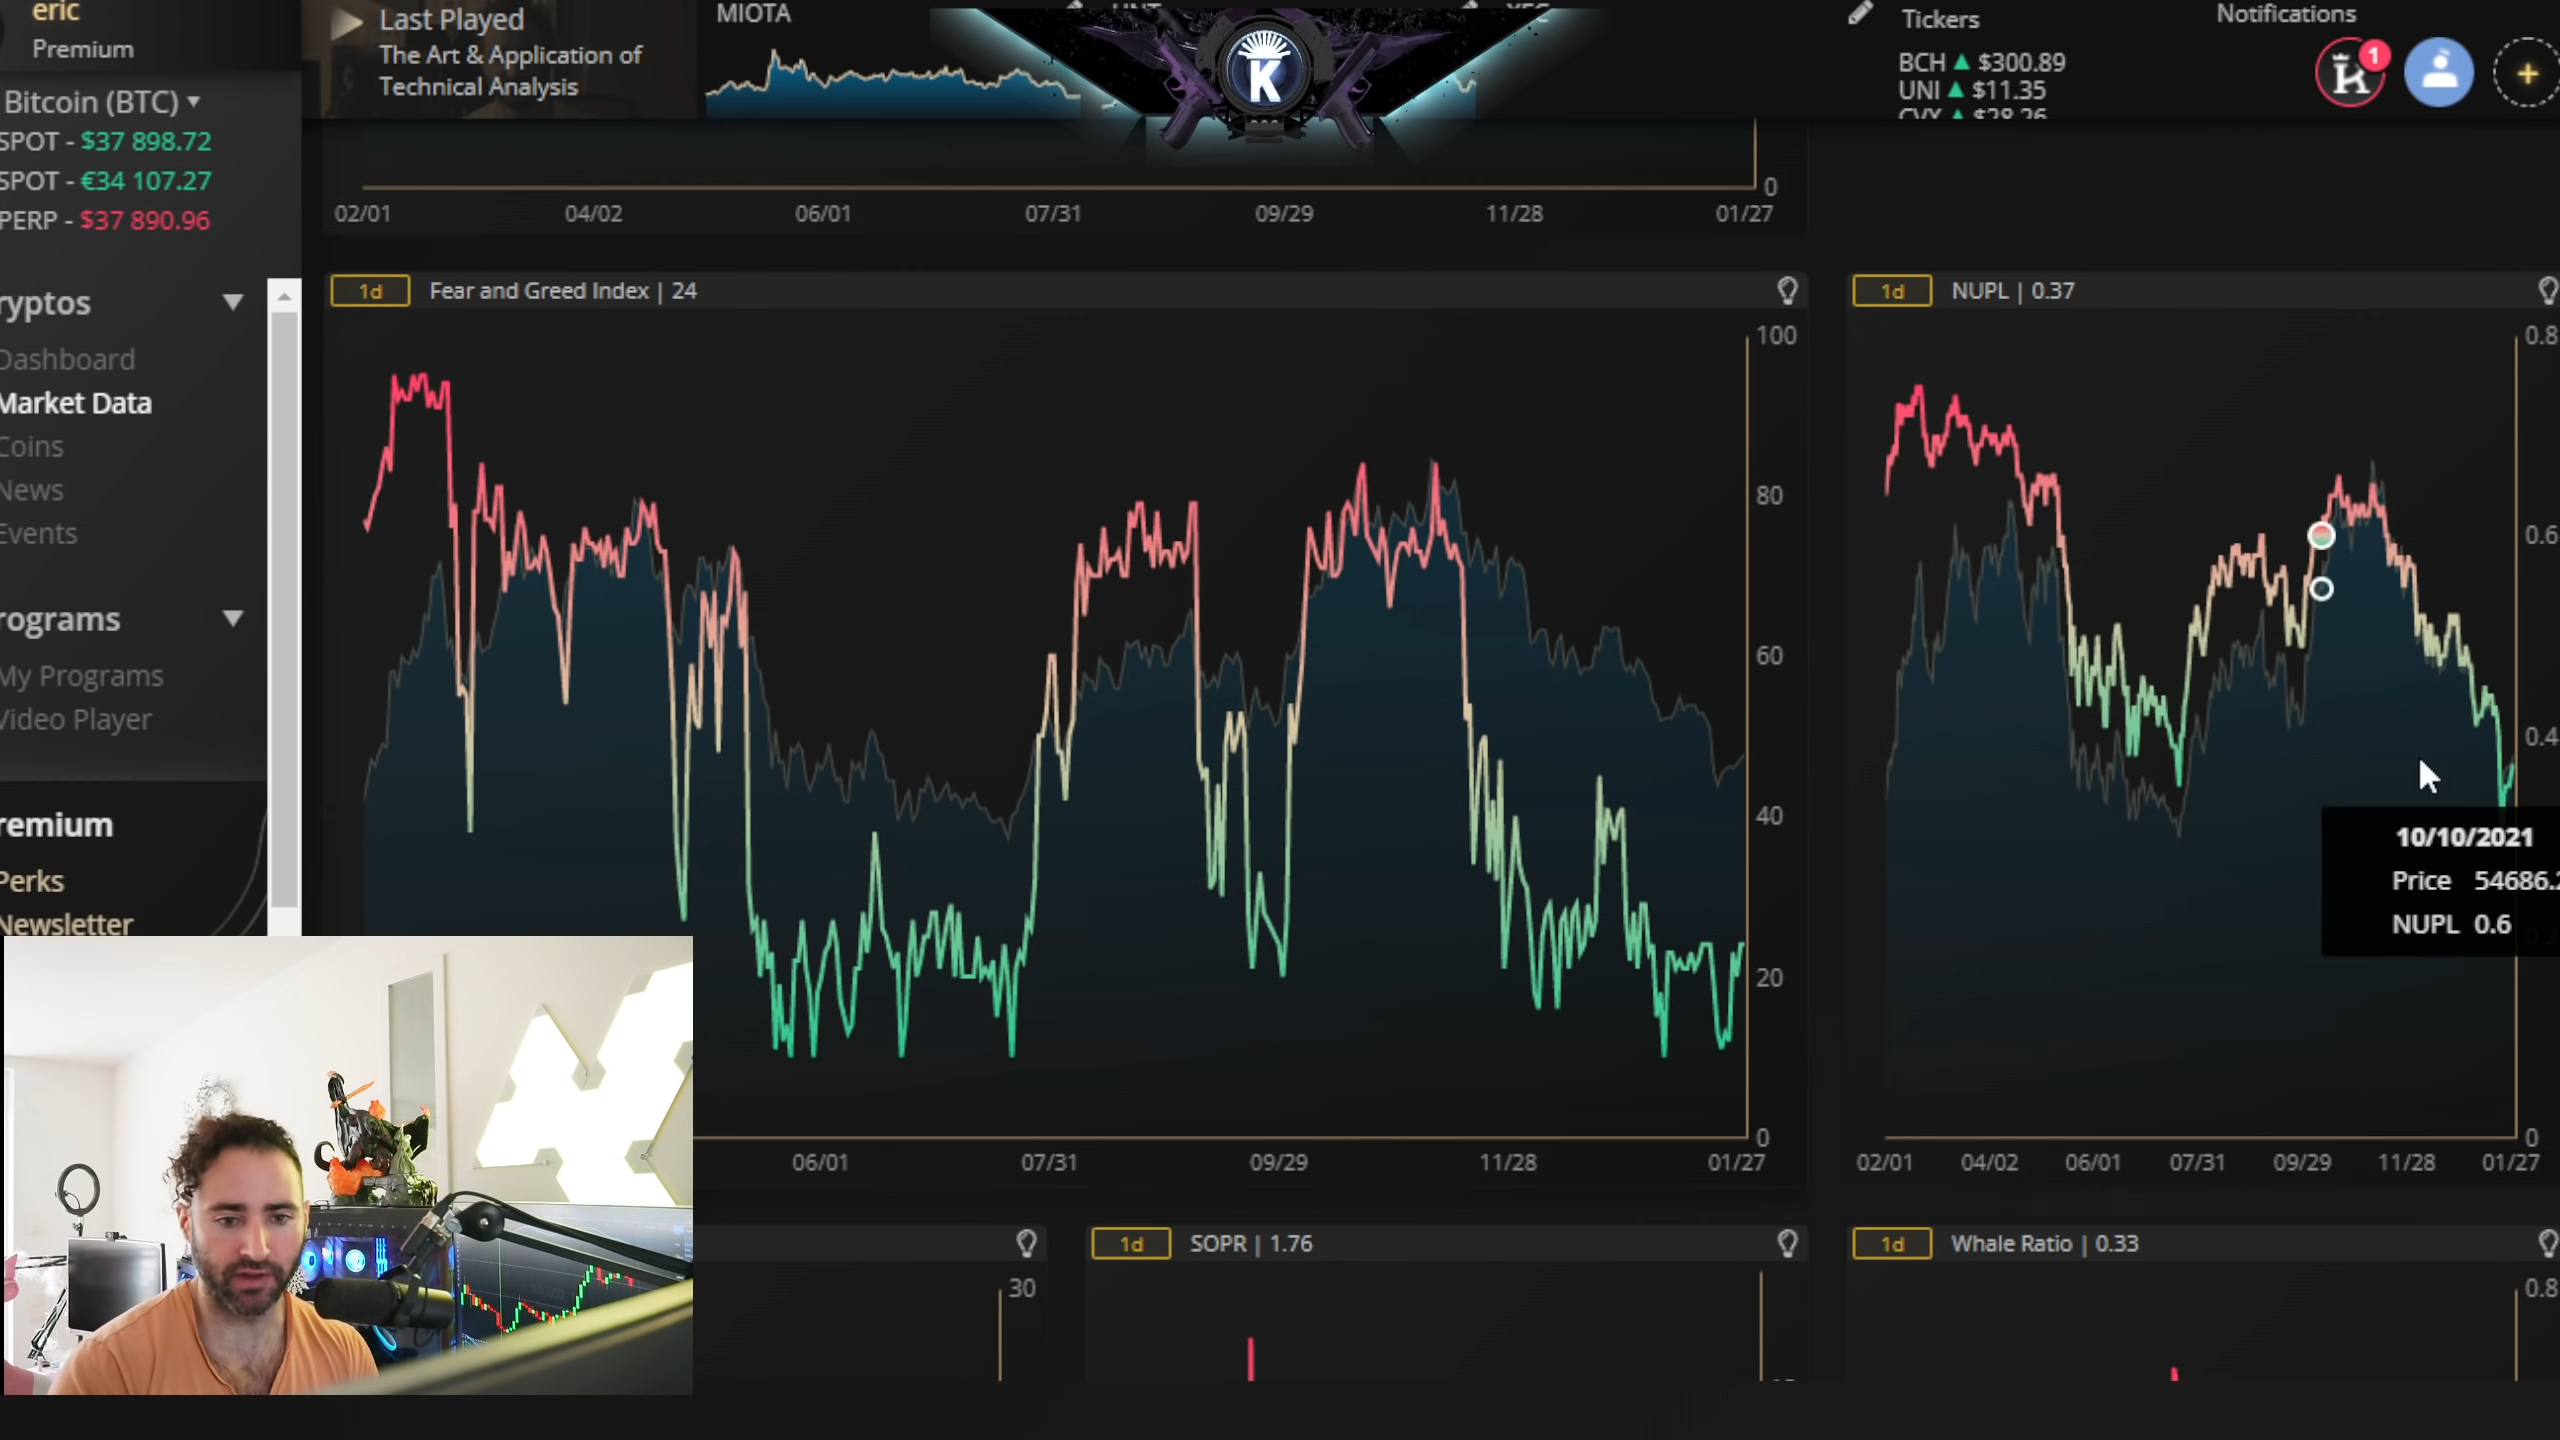 eric
Premium
Last Played
The Art & Application of
Technical Analysis
MIOTA
K
Tickers
BCH ▲ $300.89
UNI ▲ $11.35
CVX ▲ $28.26
Notifications
1
+
Bitcoin (BTC) ▾
SPOT - $37 898.72
SPOT - €34 107.27
PERP - $37 890.96
ryptos
Dashboard
Market Data
Coins
News
Events
rograms
My Programs
Video Player
remium
Perks
Newsletter
0
02/01 04/02 06/01 07/31 09/29 11/28 01/27
1d Fear and Greed Index | 24
100
80
60
40
20
0
06/01 07/31 09/29 11/28 01/27
1d NUPL | 0.37
0.8
0.6
0.4
0
10/10/2021
Price 54686.2
NUPL 0.6
02/01 04/02 06/01 07/31 09/29 11/28 01/27
30
1d SOPR | 1.76
1d Whale Ratio | 0.33
0.8